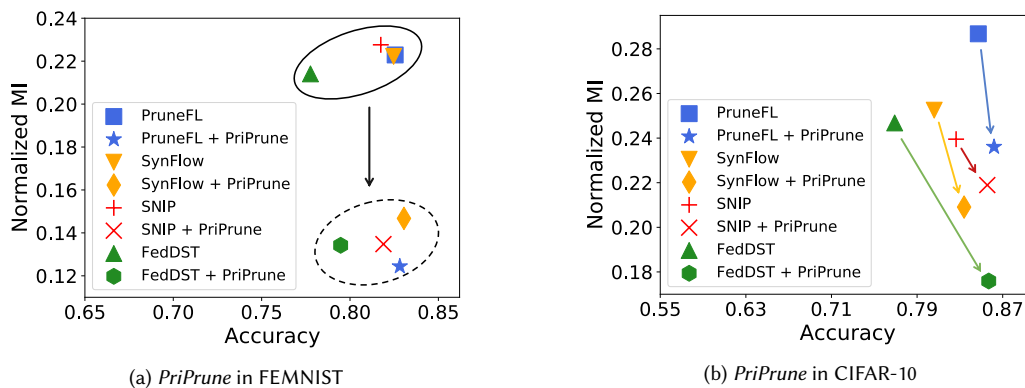 0.24
0.22
0.20
0.18
0.16
0.14
0.12
Normalized MI
PruneFL
PruneFL + PriPrune
SynFlow
SynFlow + PriPrune
SNIP
SNIP + PriPrune
FedDST
FedDST + PriPrune
0.65 0.70 0.75 0.80 0.85
Accuracy
(a) PriPrune in FEMNIST
0.28
0.26
0.24
0.22
0.20
0.18
Normalized MI
PruneFL
PruneFL + PriPrune
SynFlow
SynFlow + PriPrune
SNIP
SNIP + PriPrune
FedDST
FedDST + PriPrune
0.55 0.63 0.71 0.79 0.87
Accuracy
(b) PriPrune in CIFAR-10